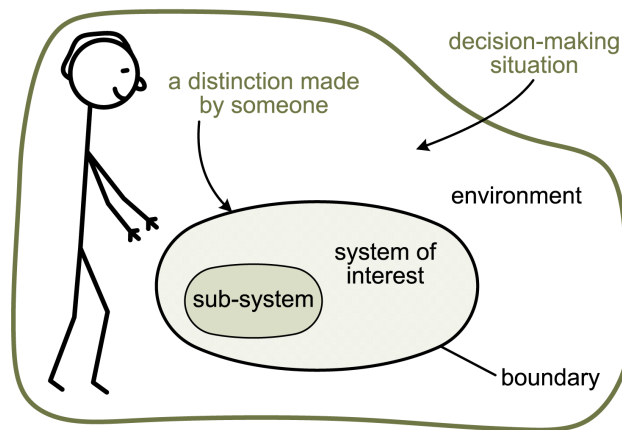 decision-making
situation
a distinction made
by someone
environment
system of
interest
sub-system
boundary